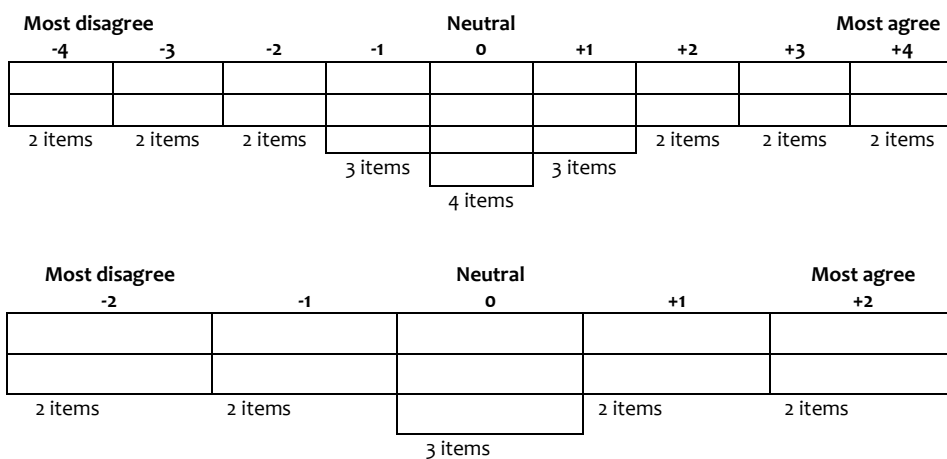 Most disagree Neutral Most agree
-4 -3 -2 -1 0 +1 +2 +3 +4
2 items 2 items 2 items 2 items 2 items 2 items
3 items 3 items
4 items
Most disagree Neutral Most agree
-2 -1 0 +1 +2
2 items 2 items 2 items 2 items
3 items